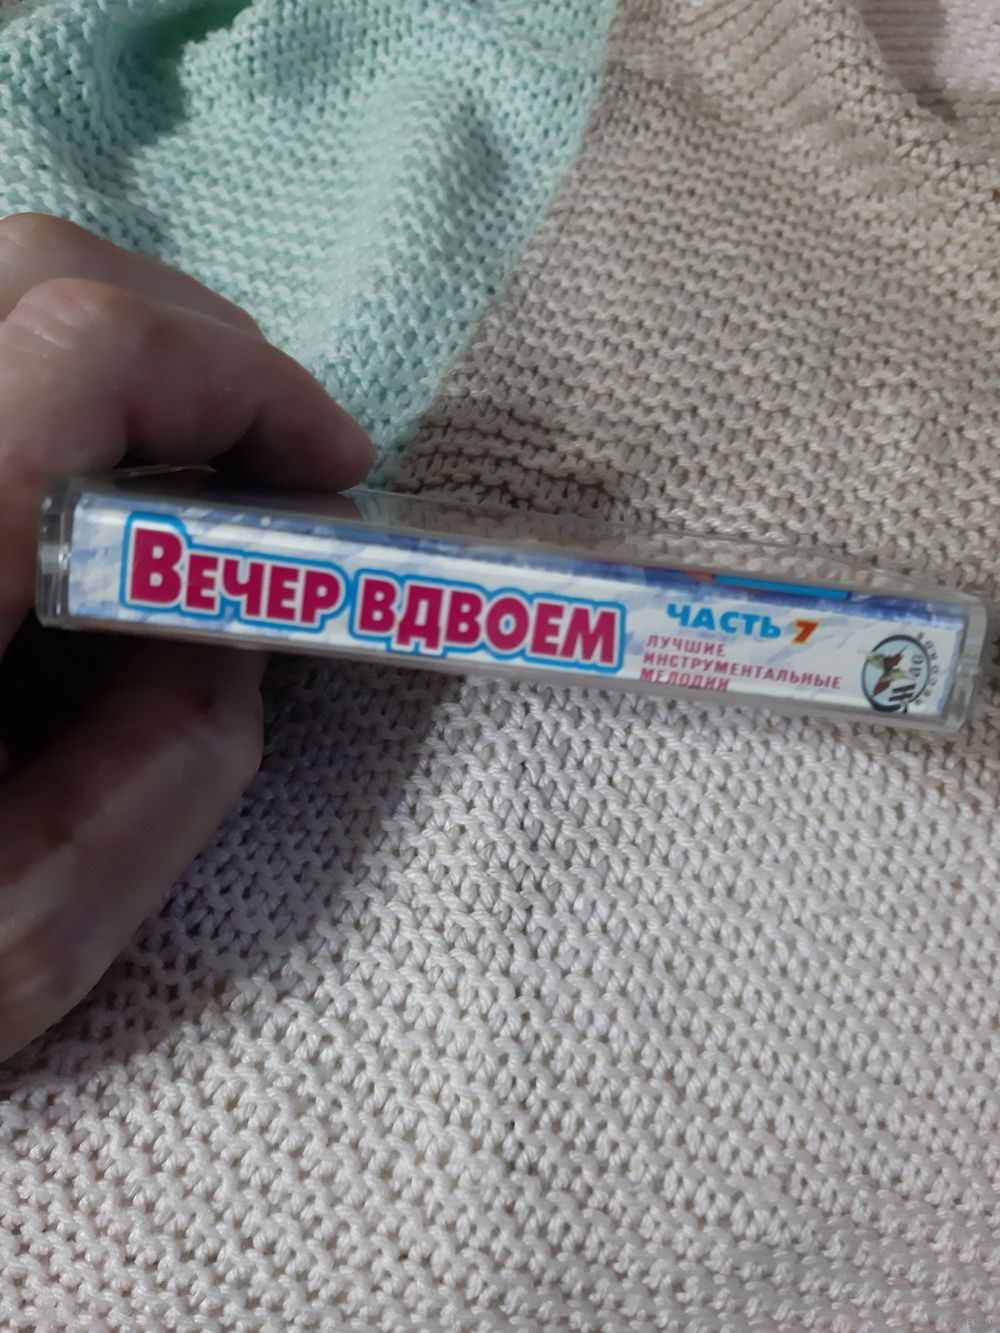 Вечер вдвоем
ЧАСТЬ 7
ЛУЧШИЕ
ИНСТРУМЕНТАЛЬНЫЕ
МЕЛОДИИ